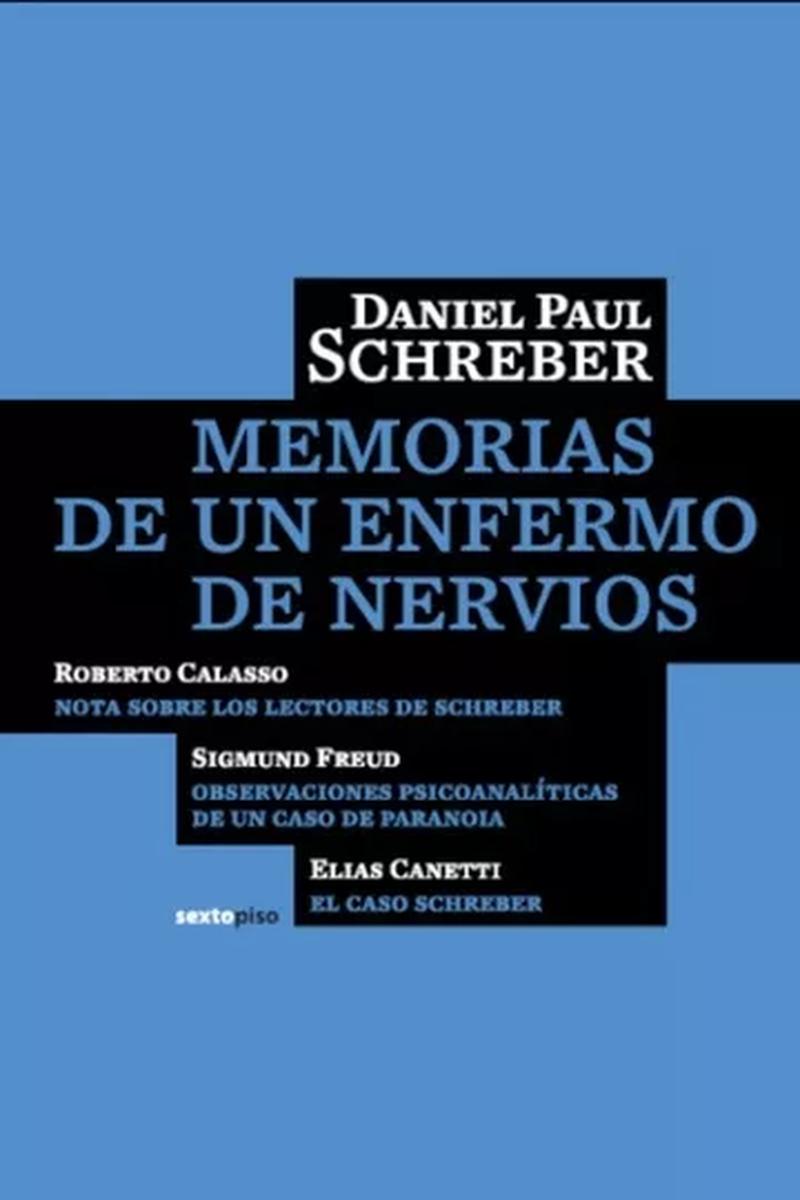 DANIEL PAUL
SCHREBER
MEMORIAS
DE UN ENFERMO
DE NERVIOS
ROBERTO CALASSO
NOTA SOBRE LOS LECTORES DE SCHREBER
SIGMUND FREUD
OBSERVACIONES PSICOANALÍTICAS
DE UN CASO DE PARANOIA
ELIAS CANETTI
EL CASO SCHREBER
sextopiso